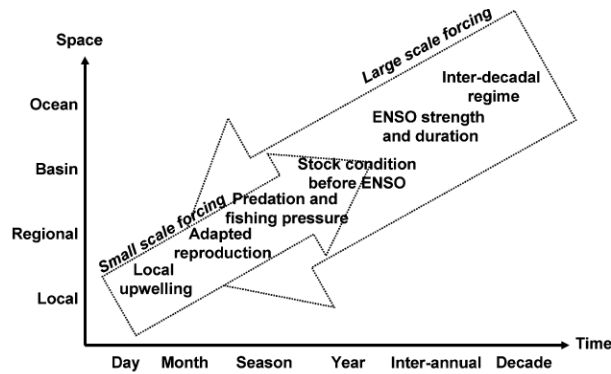 Space
Large scale forcing
Inter-decadal
regime
Ocean
ENSO strength
and duration
Basin
Stock condition
before ENSO
Small scale forcing
Predation and
fishing pressure
Regional
Adapted
reproduction
Local
upwelling
Local
Time
Day Month Season Year Inter-annual Decade